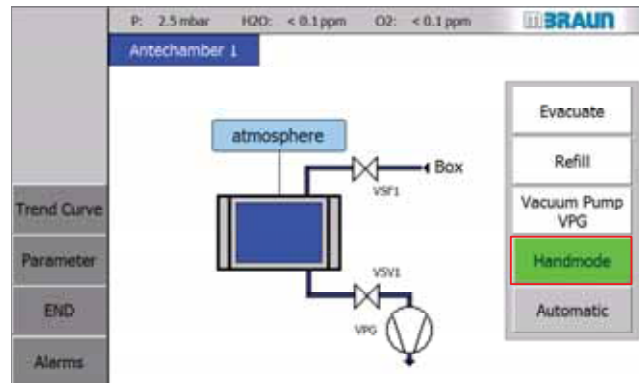 P: 2.5 mbar H2O: < 0.1 ppm O2: < 0.1 ppm
MBRAUN
Antechamber 1
Evacuate
atmosphere
Box
Refill
VSF1
Trend Curve
Vacuum Pump
VPG
Parameter
Handmode
VSV1
END
Automatic
VPG
Alarms